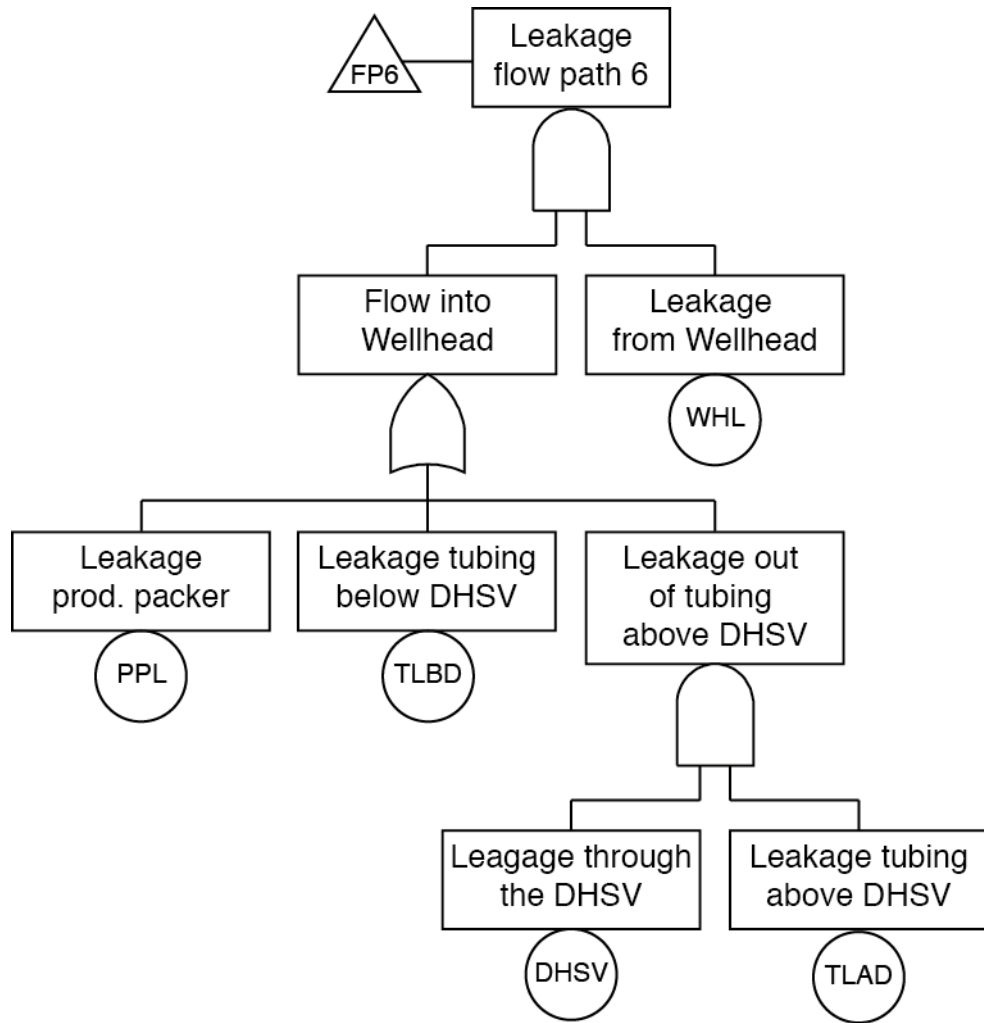 Leakage
flow path 6
FP6
Flow into
Wellhead
Leakage
from Wellhead
WHL
Leakage
prod. packer
Leakage tubing
below DHSV
Leakage out
of tubing
above DHSV
PPL
TLBD
Leagage through
the DHSV
Leakage tubing
above DHSV
DHSV
TLAD